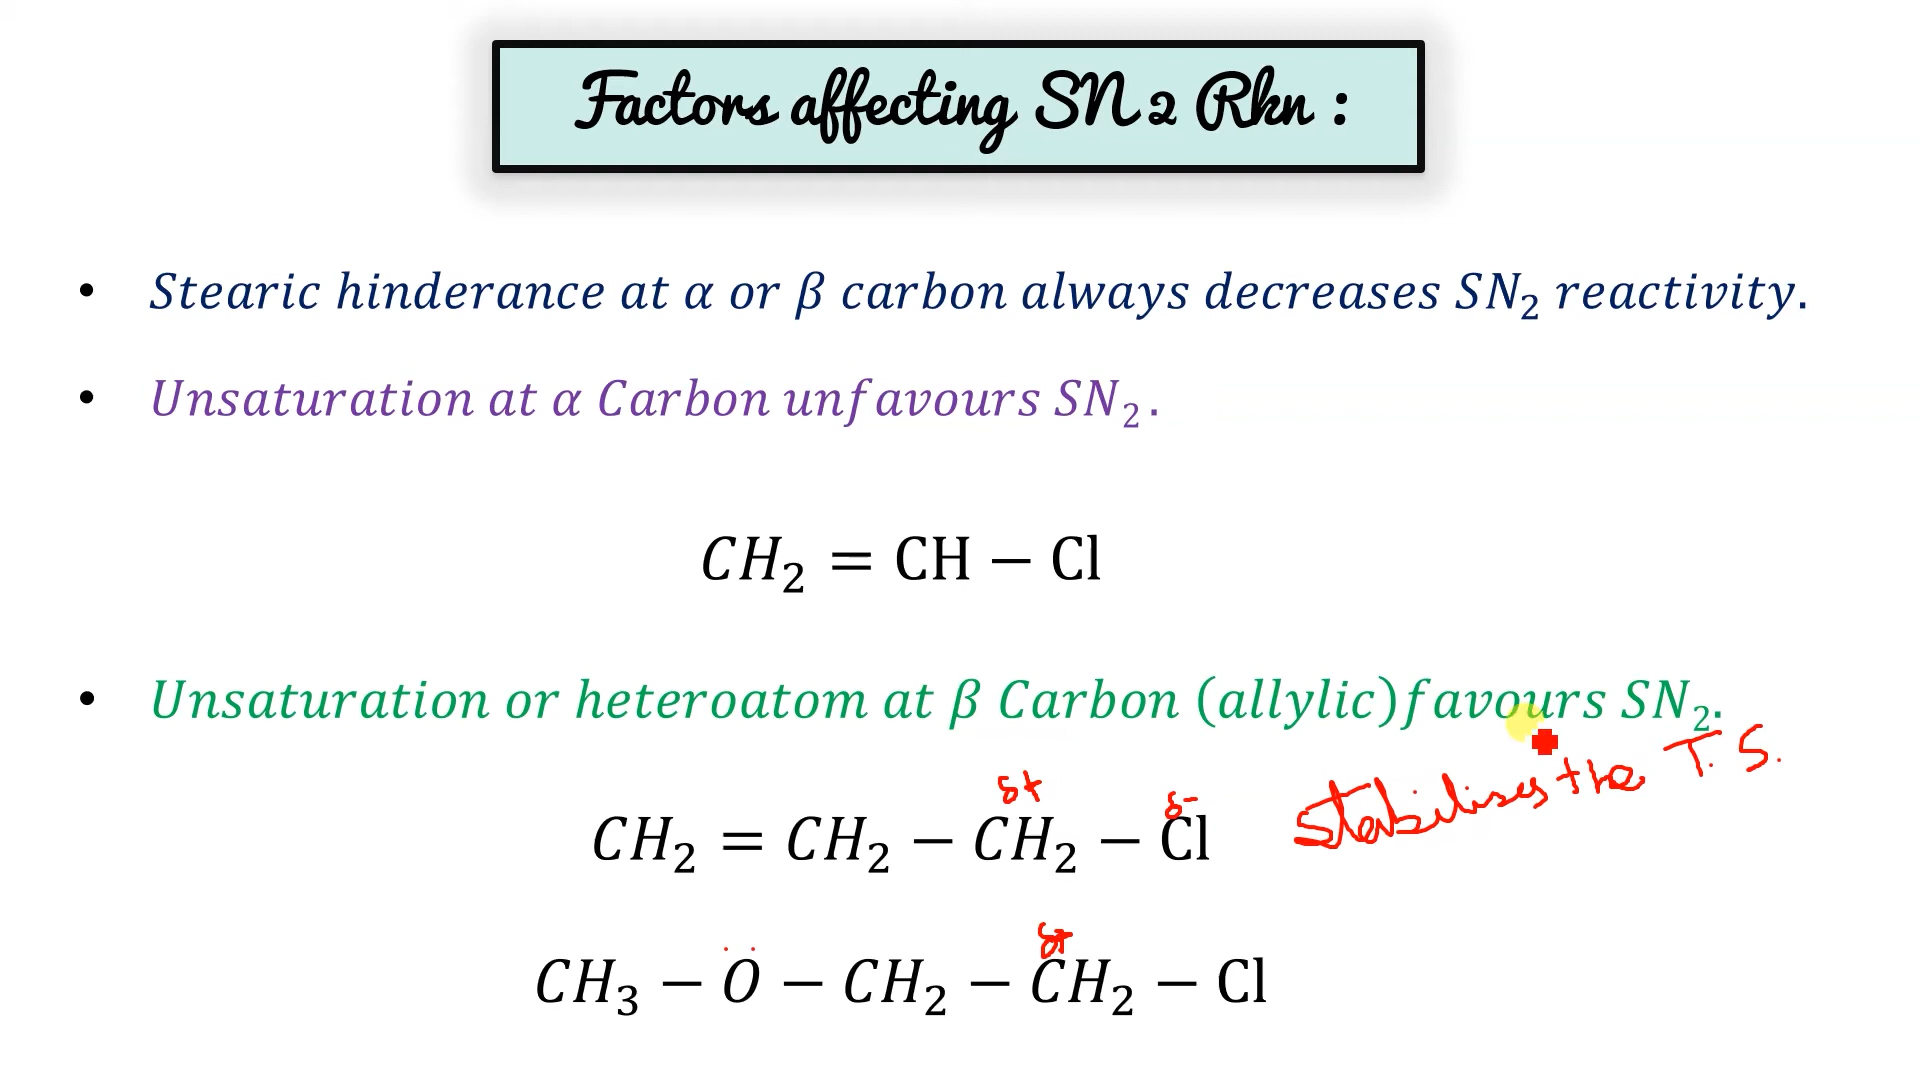 Factors affecting SN2 Rkn :
• Stearic hinderance at α or β carbon always decreases SN₂ reactivity.
• Unsaturation at α Carbon unfavours SN₂.
CH₂ = CH − Cl
• Unsaturation or heteroatom at β Carbon (allylic)favours SN₂.
stabilises the T.S.
δ+ δ-
CH₂ = CH₂ − CH₂ − Cl
δ+
CH₃ − O − CH₂ − CH₂ − Cl